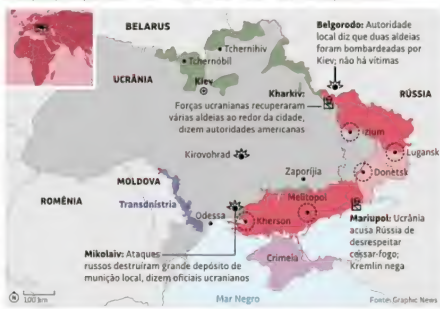 BELARUS
Tchernihiv
Tchernóbil
UCRÂNIA
Kiev
Belgorodo: Autoridade
local diz que duas aldeias
foram bombardeadas por
Kiev; não há vítimas
Kharkiv:
Forças ucranianas recuperaram
várias aldeias ao redor da cidade,
dizem autoridades americanas
RÚSSIA
Izium
Lugansk
Kirovohrad
Donetsk
Zaporíjia
MOLDOVA
Transdnístria
Melitopol
ROMÊNIA
Odessa
Kherson
Mariupol: Ucrânia
acusa Rússia de
desrespeitar
cessar-fogo;
Kremlin nega
Mikolaiv: Ataques
russos destruíram grande depósito de
munição local, dizem oficiais ucranianos
Crimeia
Mar Negro
N
100 km
Fonte: Graphic News